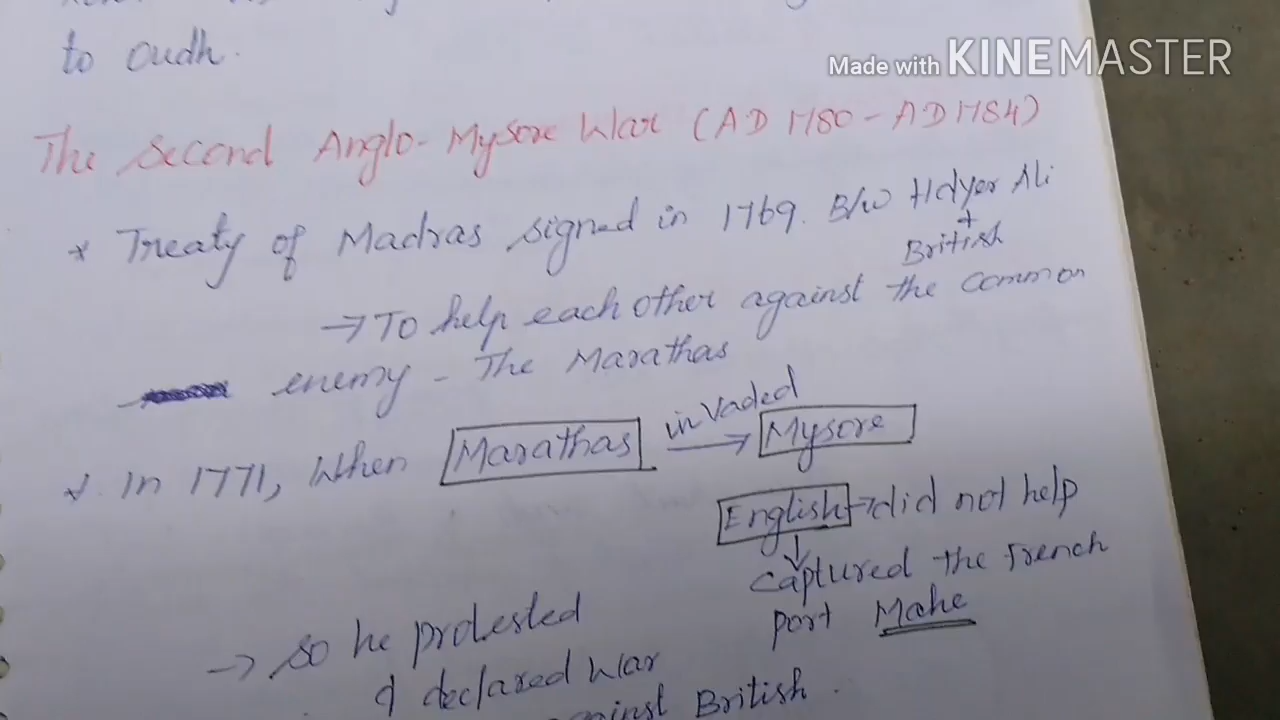 to Oudh.
Made with KINEMASTER
The Second Anglo-Mysore War (AD 1780 - AD 1784)
* Treaty of Madras signed in 1769. B/w Hdyer Ali
+
British
→ To help each other against the common
enemy - The Marathas
* In 1771, When Marathas invaded → Mysore
English → did not help
↓
captured the French
port Mahe
→ so he protested
& declared War
against British.